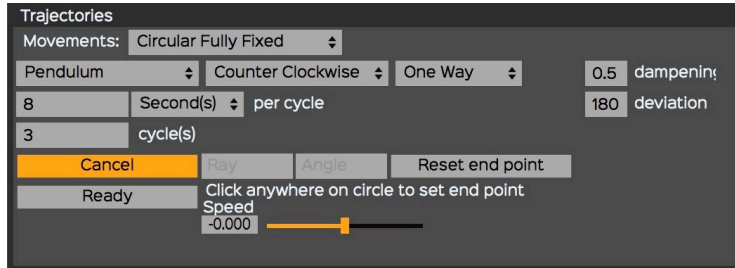 Trajectories
Movements: Circular Fully Fixed
Pendulum Counter Clockwise One Way 0.5 dampening
8 Second(s) per cycle 180 deviation
3 cycle(s)
Cancel Ray Angle Reset end point
Ready Click anywhere on circle to set end point
Speed
-0.000